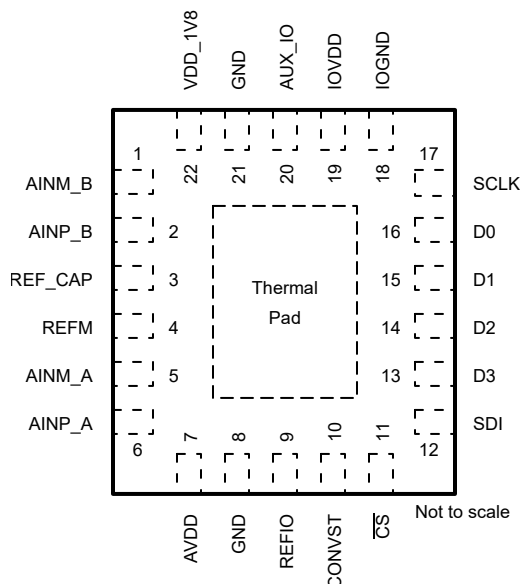 VDD_1V8
GND
AUX_IO
IOVDD
IOGND
22
21
20
19
18
1
AINM_B
17
SCLK
AINP_B
2
16
D0
REF_CAP
3
15
D1
REFM
4
14
D2
AINM_A
5
13
D3
AINP_A
6
12
SDI
Thermal
Pad
7
8
9
10
11
AVDD
GND
REFIO
CONVST
CS
Not to scale